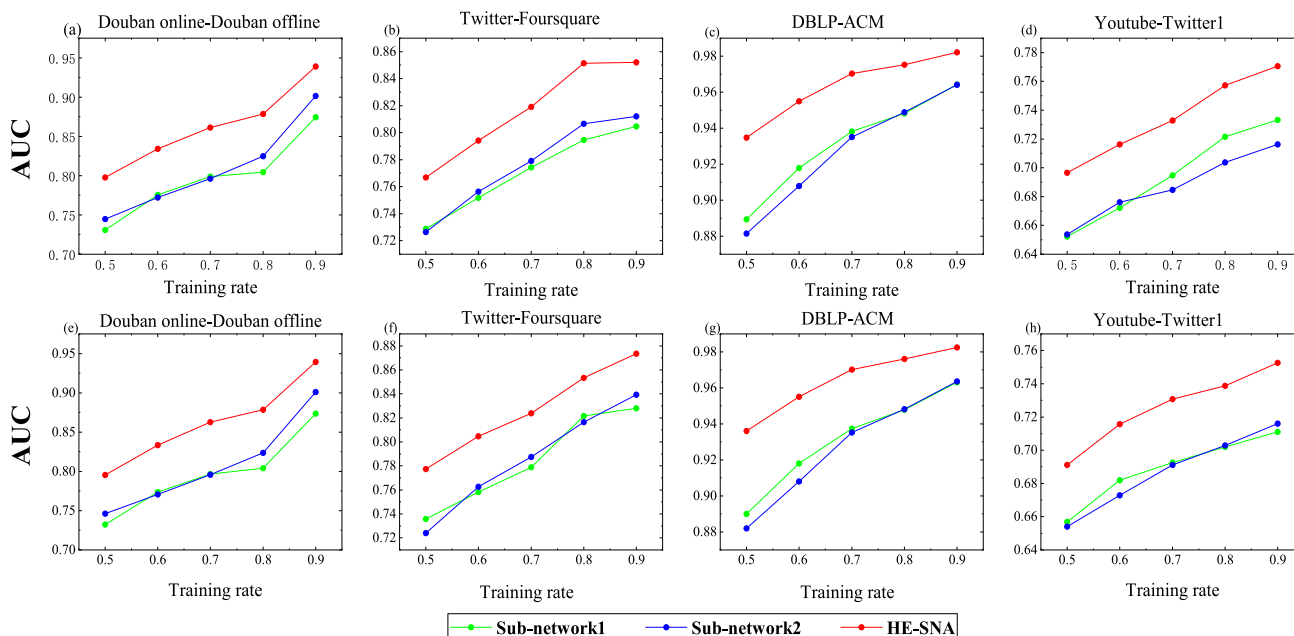 (a) Douban online-Douban offline
AUC
0.95
0.90
0.85
0.80
0.75
0.70
0.5 0.6 0.7 0.8 0.9
Training rate
(b) Twitter-Foursquare
0.86
0.84
0.82
0.80
0.78
0.76
0.74
0.72
0.5 0.6 0.7 0.8 0.9
Training rate
(c) DBLP-ACM
0.98
0.96
0.94
0.92
0.90
0.88
0.5 0.6 0.7 0.8 0.9
Training rate
(d) Youtube-Twitter1
0.78
0.76
0.74
0.72
0.70
0.68
0.66
0.64
0.5 0.6 0.7 0.8 0.9
Training rate
(e) Douban online-Douban offline
AUC
0.95
0.90
0.85
0.80
0.75
0.70
0.5 0.6 0.7 0.8 0.9
Training rate
(f) Twitter-Foursquare
0.88
0.86
0.84
0.82
0.80
0.78
0.76
0.74
0.72
0.5 0.6 0.7 0.8 0.9
Training rate
(g) DBLP-ACM
0.98
0.96
0.94
0.92
0.90
0.88
0.5 0.6 0.7 0.8 0.9
Training rate
(h) Youtube-Twitter1
0.76
0.74
0.72
0.70
0.68
0.66
0.64
0.5 0.6 0.7 0.8 0.9
Training rate
Sub-network1 Sub-network2 HE-SNA